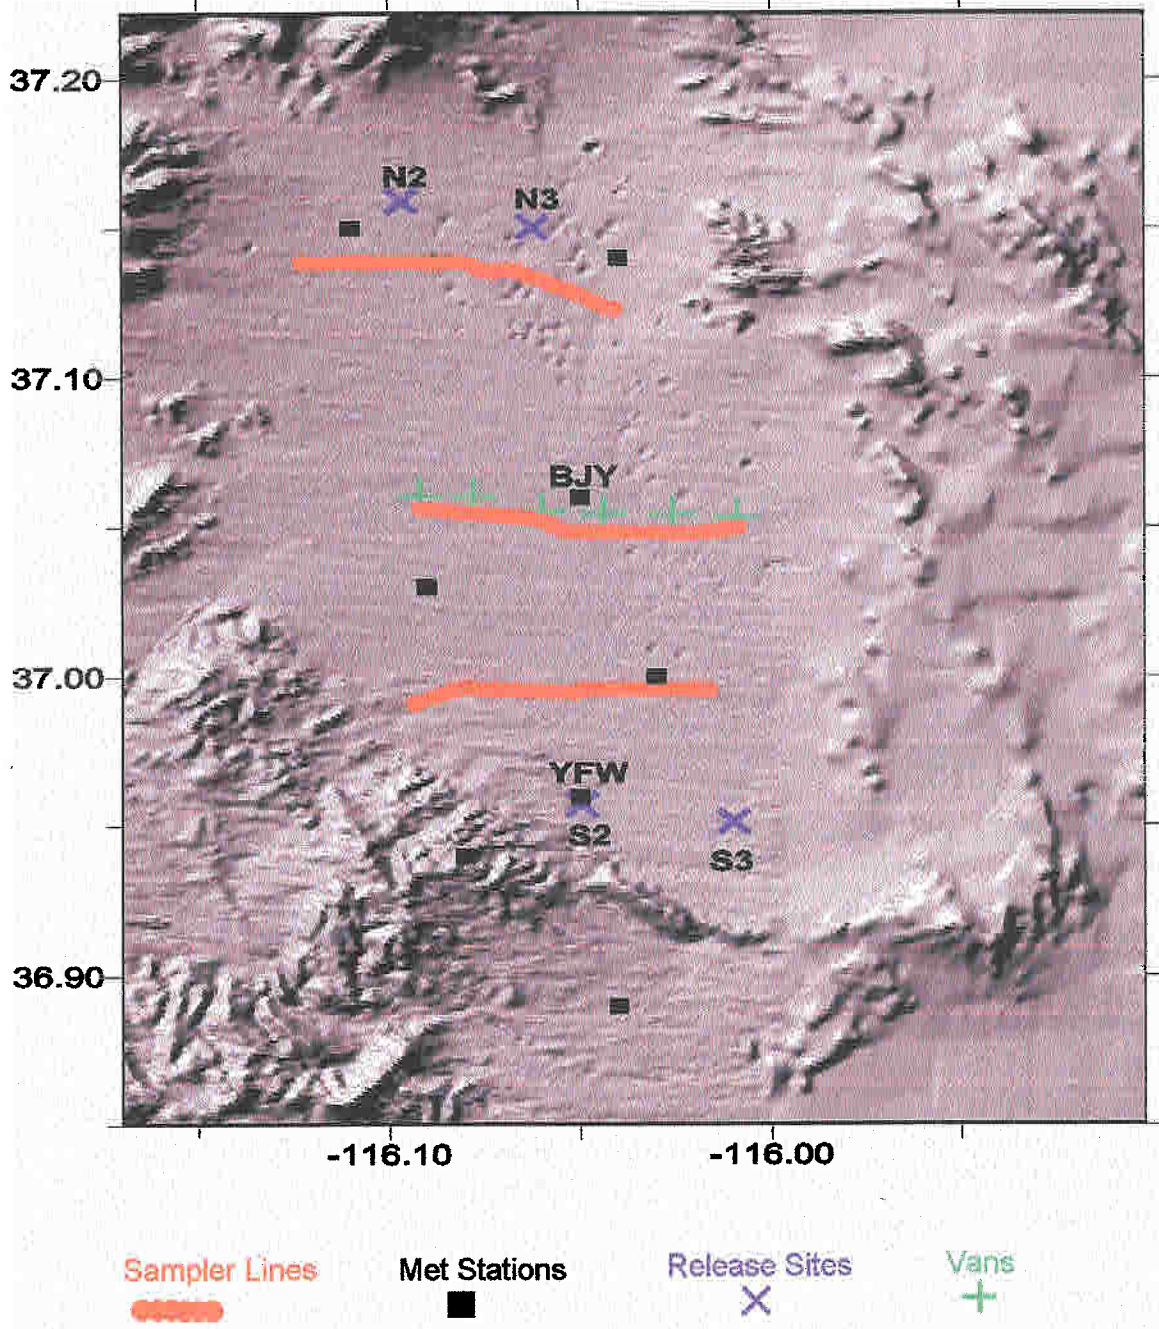 37.20
N2
N3
37.10
BJY
37.00
YFW
S2
S3
36.90
-116.10 -116.00
Sampler Lines Met Stations Release Sites Vans